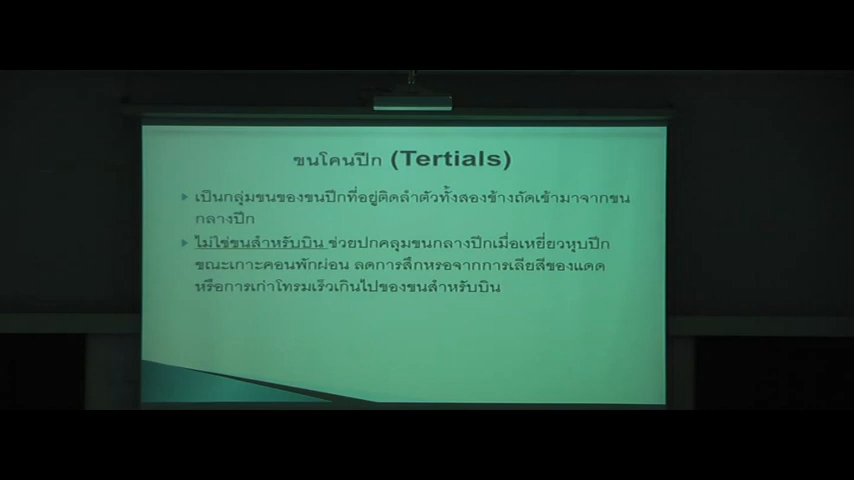 ขนโคนปีก (Tertials)
เป็นกลุ่มขนของขนปีกที่อยู่ติดลำตัวทั้งสองข้างถัดเข้ามาจากขน
กลางปีก
ไม่ใช่ขนสำหรับบิน ช่วยปกคลุมขนกลางปีกเมื่อเหยี่ยวหุบปีก
ขณะเกาะคอนพักผ่อน ลดการสึกหรอจากการเสียสีของแดด
หรือการเก่าโทรมเร็วเกินไปของขนสำหรับบิน